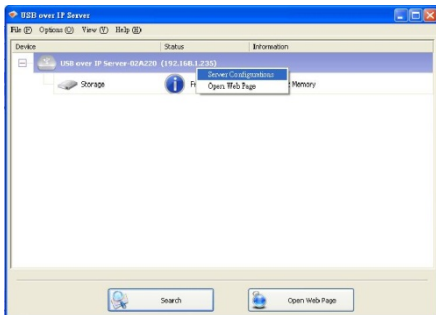 USB over IP Server
File (F) Options (O) View (V) Help (H)
Device Status Information
USB over IP Server-02A220 (192.168.1.235)
Server Configurations
Storage Memory
Open Web Page
Search Open Web Page